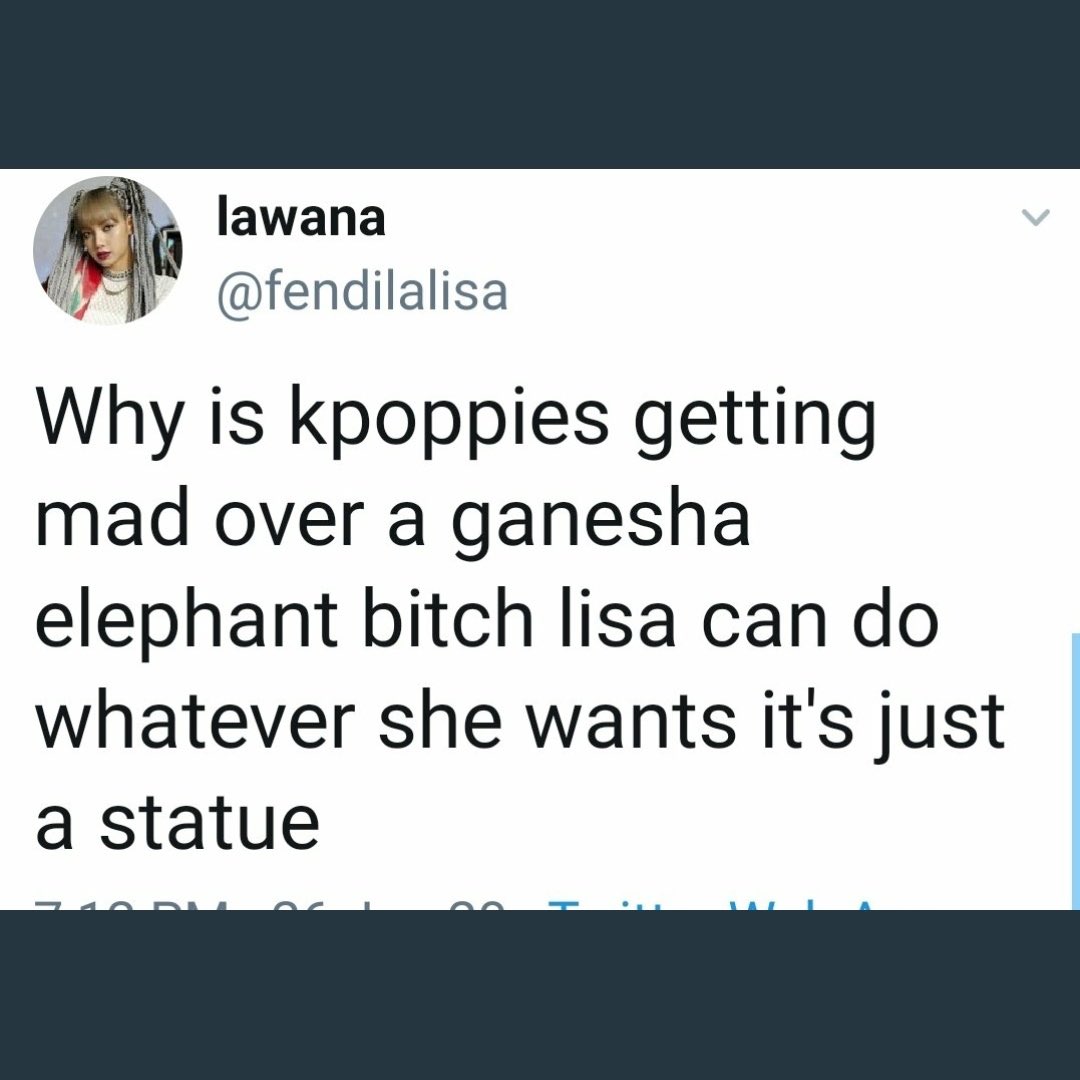 lawana
@fendilalisa
Why is kpoppies getting
mad over a ganesha
elephant bitch lisa can do
whatever she wants it's just
a statue